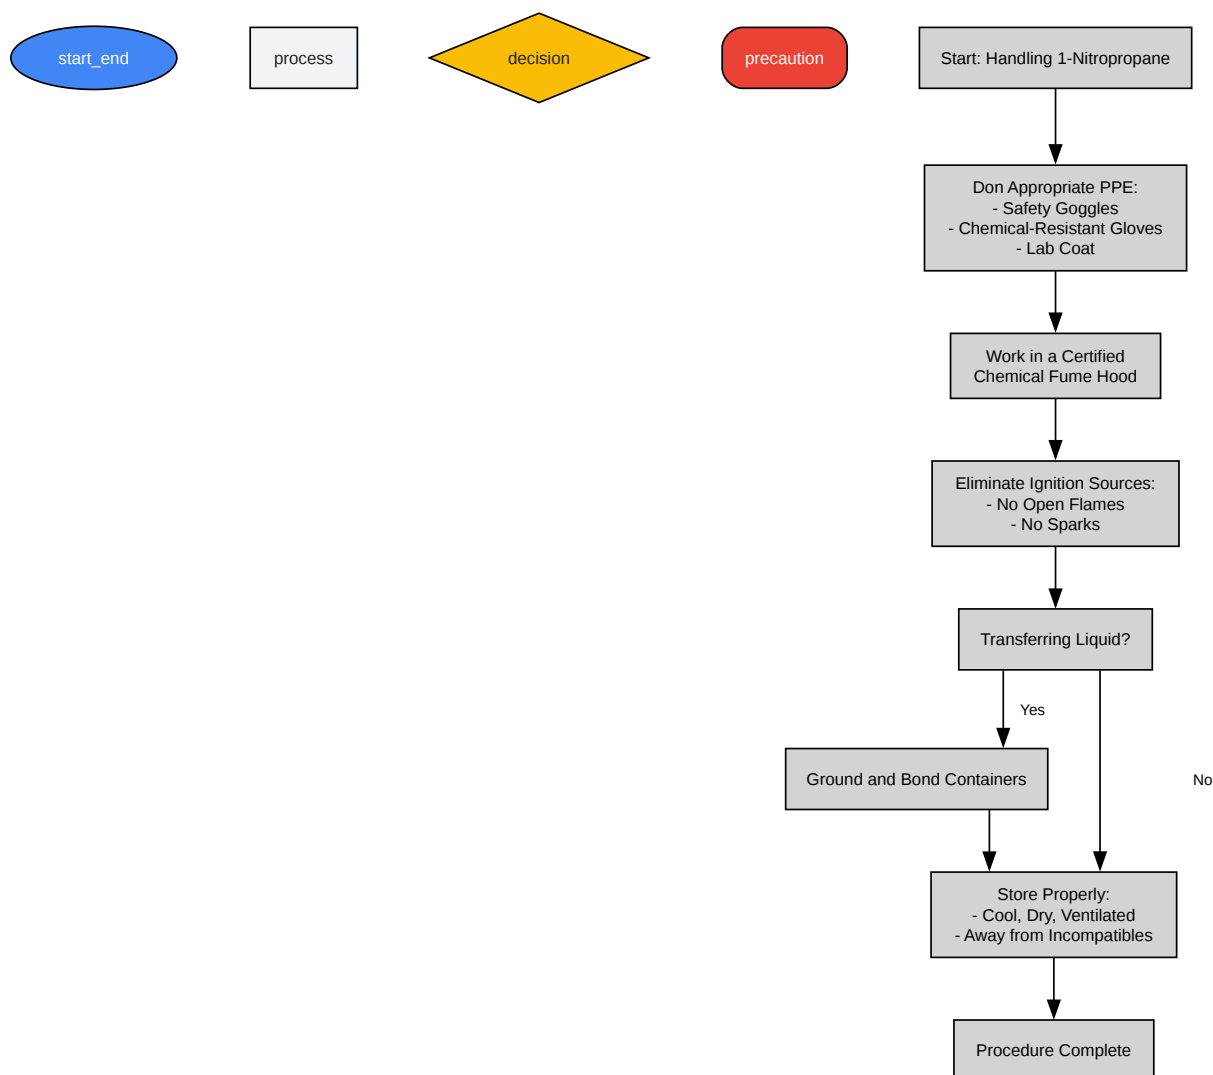 start_end
process
decision
precaution
Start: Handling 1-Nitropropane
Don Appropriate PPE:
- Safety Goggles
- Chemical-Resistant Gloves
- Lab Coat
Work in a Certified
Chemical Fume Hood
Eliminate Ignition Sources:
- No Open Flames
- No Sparks
Transferring Liquid?
Yes
Ground and Bond Containers
No
Store Properly:
- Cool, Dry, Ventilated
- Away from Incompatibles
Procedure Complete